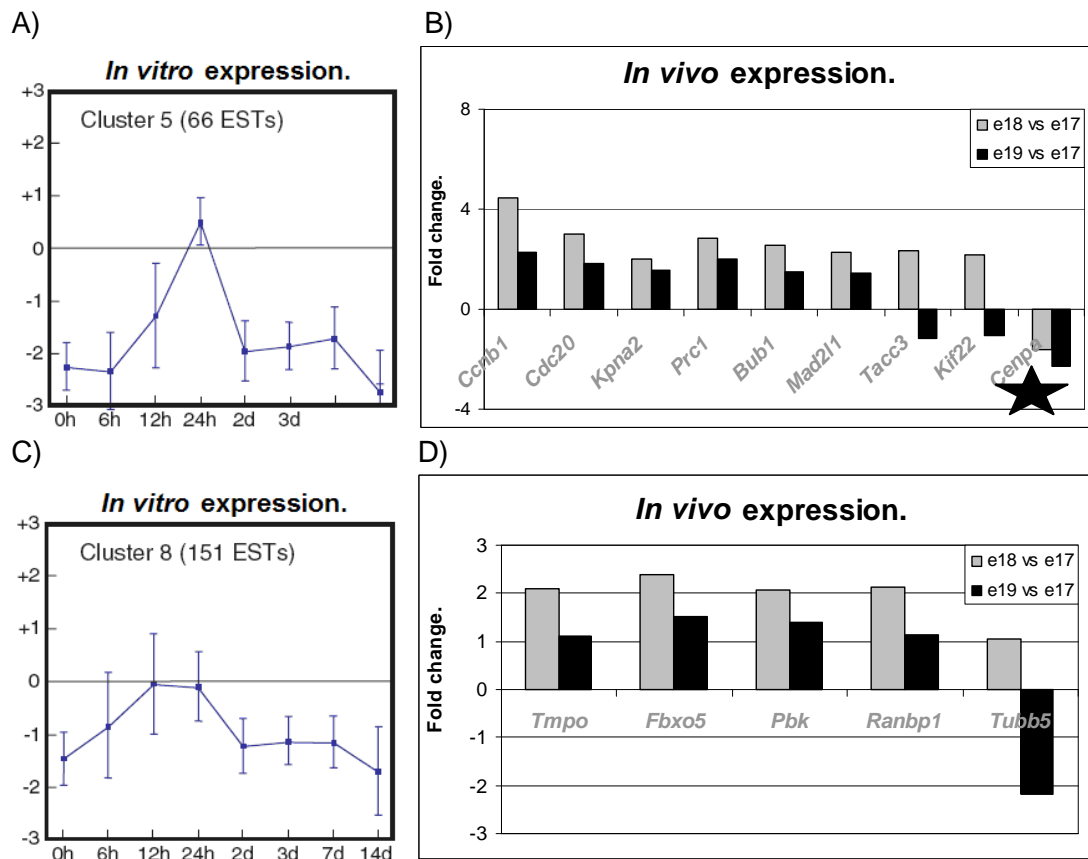 A)
In vitro expression.
Cluster 5 (66 ESTs)
+3
+2
+1
0
-1
-2
-3
0h 6h 12h 24h 2d 3d
B)
In vivo expression.
e18 vs e17
e19 vs e17
Fold change.
8
4
0
-4
Ccnb1 Cdc20 Kpna2 Prc1 Bub1 Mad2l1 Tacc3 Kif22 Cenpa
C)
In vitro expression.
Cluster 8 (151 ESTs)
+3
+2
+1
0
-1
-2
-3
0h 6h 12h 24h 2d 3d 7d 14d
D)
In vivo expression.
e18 vs e17
e19 vs e17
Fold change.
3
2
1
0
-1
-2
-3
Tmpo Fbxo5 Pbk Ranbp1 Tubb5